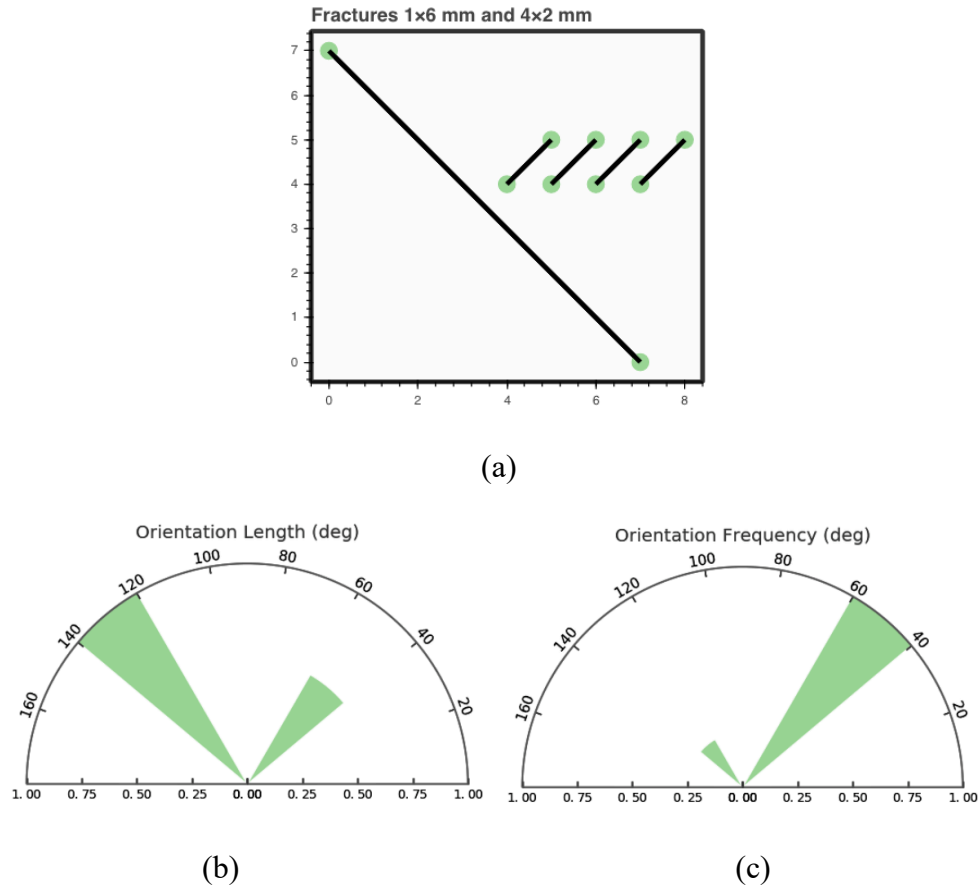 Fractures 1×6 mm and 4×2 mm
7
6
5
4
3
2
1
0
0 2 4 6 8
(a)
Orientation Length (deg)
160 140 120 100 80 60 40 20
1.00 0.75 0.50 0.25 0.00 0.25 0.50 0.75 1.00
(b)
Orientation Frequency (deg)
160 140 120 100 80 60 40 20
1.00 0.75 0.50 0.25 0.00 0.25 0.50 0.75 1.00
(c)